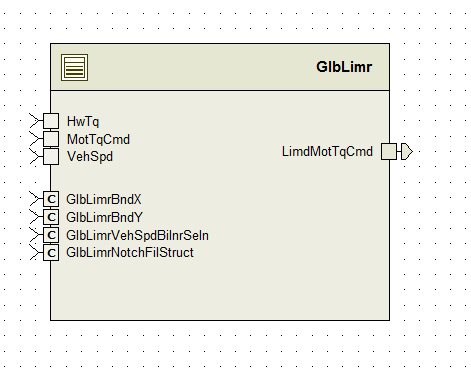 GlbLimr
HwTq
MotTqCmd
VehSpd
LimdMotTqCmd
C GlbLimrBndX
C GlbLimrBndY
C GlbLimrVehSpdBilnrSeln
C GlbLimrNotchFilStruct